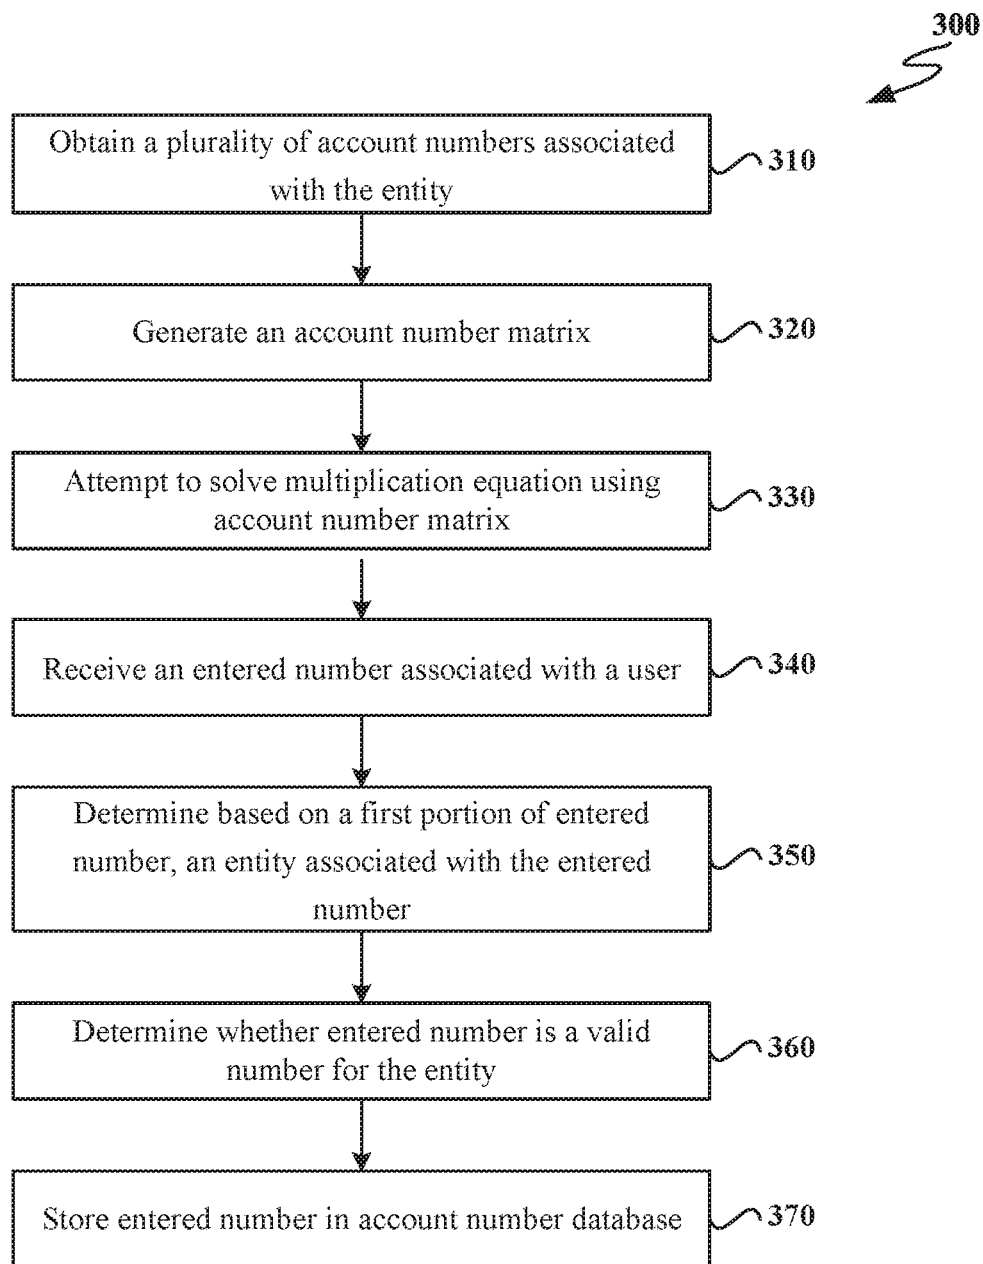 300
Obtain a plurality of account numbers associated
with the entity
310
Generate an account number matrix
320
Attempt to solve multiplication equation using
account number matrix
330
Receive an entered number associated with a user
340
Determine based on a first portion of entered
number, an entity associated with the entered
number
350
Determine whether entered number is a valid
number for the entity
360
Store entered number in account number database
370